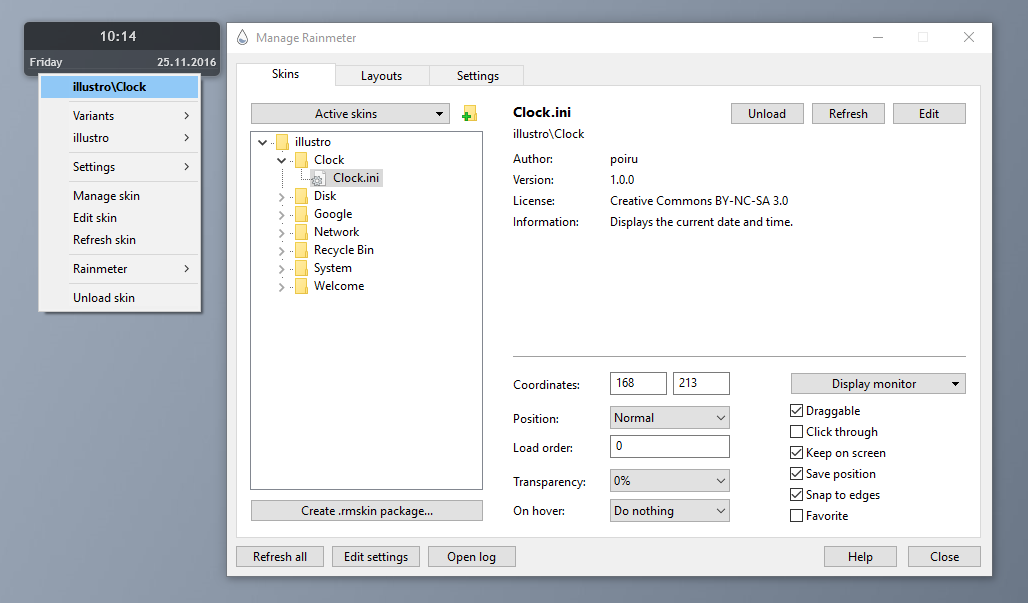 10:14
Friday 25.11.2016
illustro\Clock
Variants
illustro
Settings
Manage skin
Edit skin
Refresh skin
Rainmeter
Unload skin
Manage Rainmeter
Skins Layouts Settings
Active skins
illustro
Clock
Clock.ini
Disk
Google
Network
Recycle Bin
System
Welcome
Create .rmskin package...
Clock.ini
Unload Refresh Edit
illustro\Clock
Author: poiru
Version: 1.0.0
License: Creative Commons BY-NC-SA 3.0
Information: Displays the current date and time.
Coordinates: 168 213
Position: Normal
Load order: 0
Transparency: 0%
On hover: Do nothing
Display monitor
Draggable
Click through
Keep on screen
Save position
Snap to edges
Favorite
Refresh all Edit settings Open log Help Close